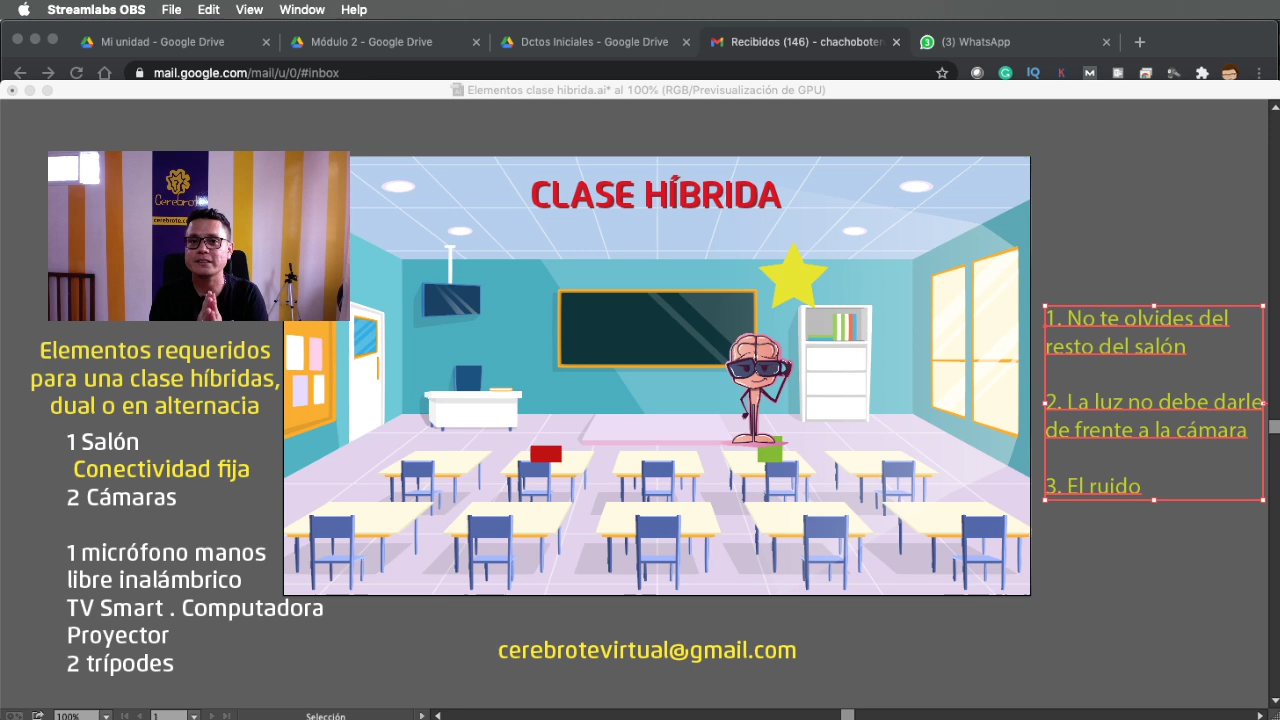 Streamlabs OBS File Edit View Window Help
Mi unidad - Google Drive
Módulo 2 - Google Drive
Dctos Iniciales - Google Drive
Recibidos (146) - chachoboter
(3) WhatsApp
mail.google.com/mail/u/0/#inbox
Elementos clase hibrida.ai* al 100% (RGB/Previsualización de GPU)
Cerebrote
CLASE HÍBRIDA
Elementos requeridos
para una clase híbridas,
dual o en alternacia
1 Salón
Conectividad fija
2 Cámaras
1 micrófono manos
libre inalámbrico
TV Smart . Computadora
Proyector
2 trípodes
1. No te olvides del
resto del salón
2. La luz no debe darle
de frente a la cámara
3. El ruido
cerebrotevirtual@gmail.com
100% 1 Selección